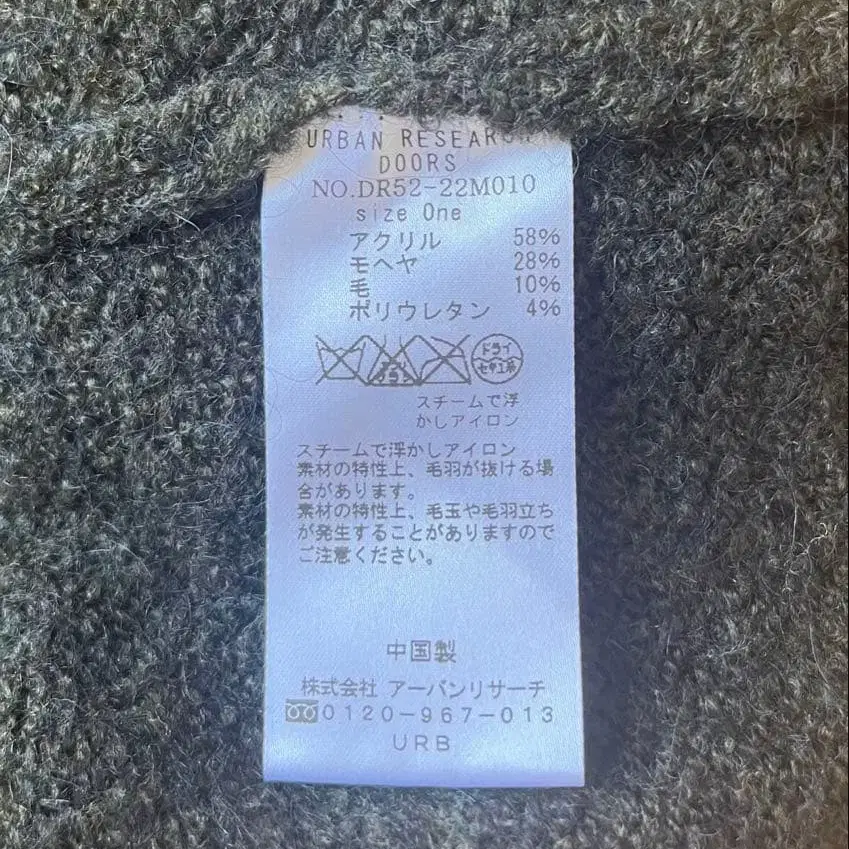 URBAN RESEARCH
DOORS
NO.DR52-22M010
size One
アクリル 58%
モヘヤ 28%
毛 10%
ポリウレタン 4%
ドライ
セキユ系
スチームで浮
かしアイロン
スチームで浮かしアイロン
素材の特性上、毛羽が抜ける場
合があります。
素材の特性上、毛玉や毛羽立ち
が発生することがありますので
ご注意ください。
中国製
株式会社 アーバンリサーチ
0120-967-013
URB